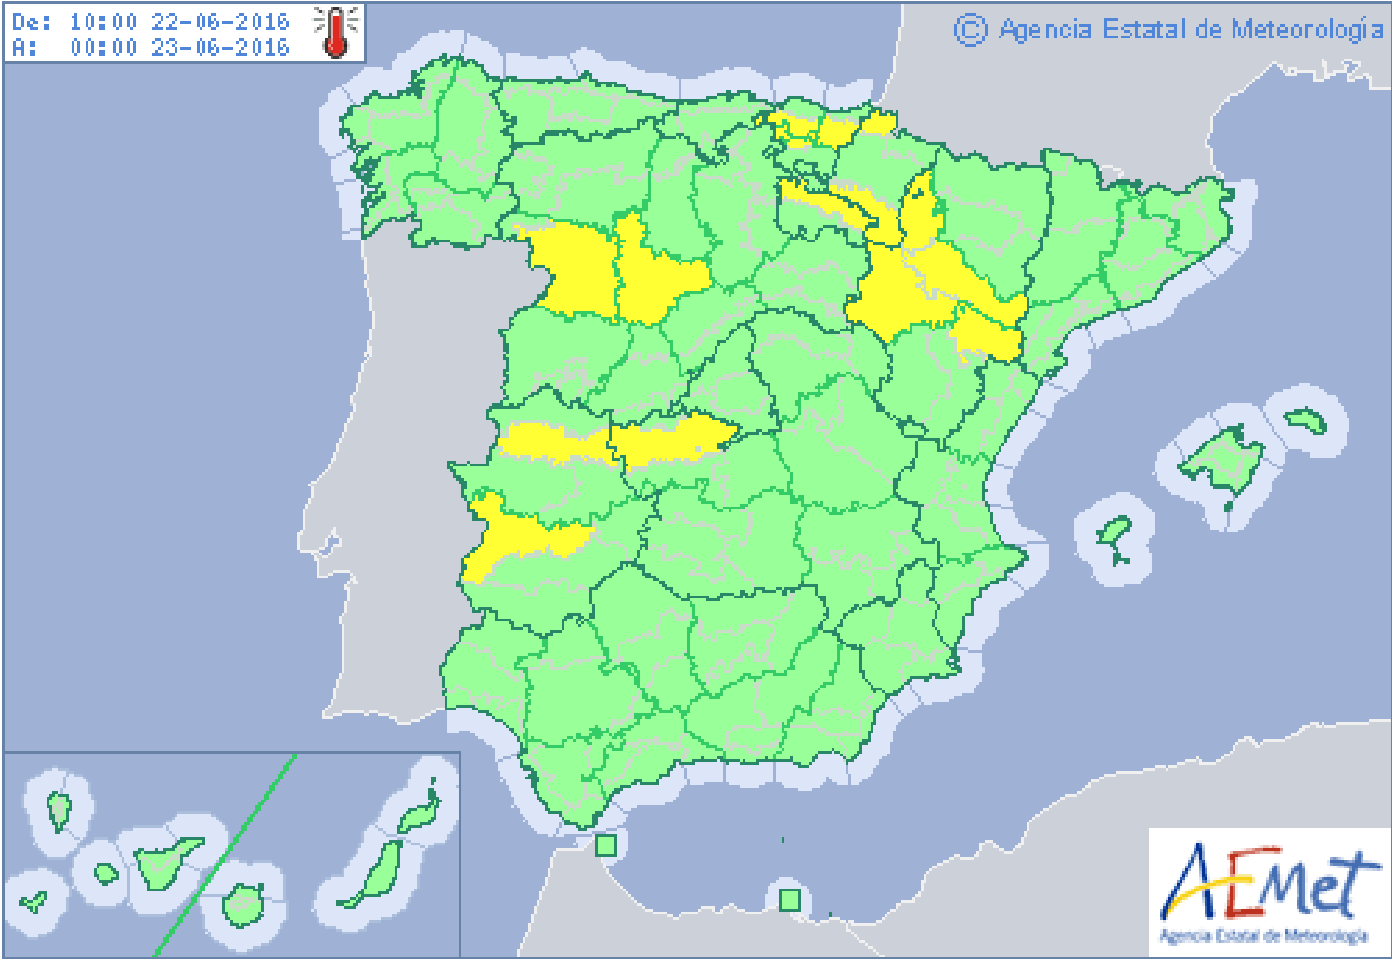 De: 10:00 22-06-2016
A: 00:00 23-06-2016
© Agencia Estatal de Meteorología
AEMet
Agencia Estatal de Meteorología